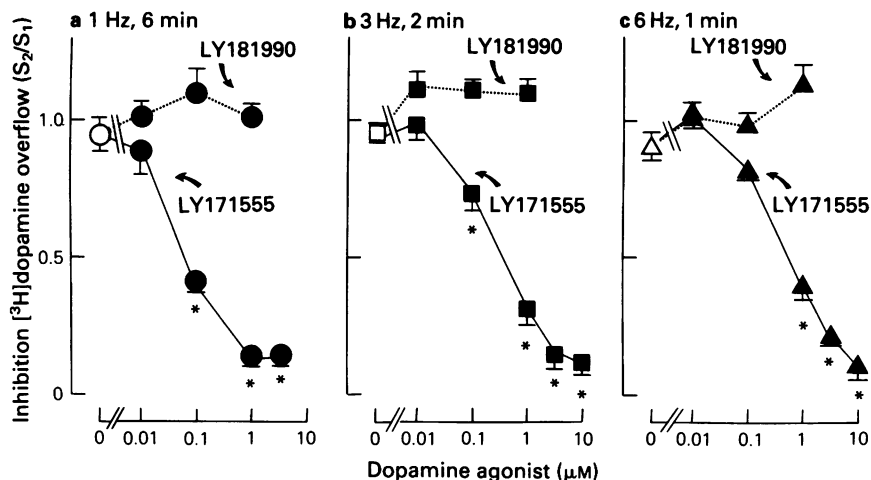 a 1 Hz, 6 min
b 3 Hz, 2 min
c 6 Hz, 1 min
LY181990
LY181990
LY181990
Inhibition [³H]dopamine overflow (S₂/S₁)
1.0
0.5
0
LY171555
LY171555
LY171555
*
*
*
*
*
*
*
*
*
*
0 0.01 0.1 1 10
0 0.01 0.1 1 10
0 0.01 0.1 1 10
Dopamine agonist (μM)